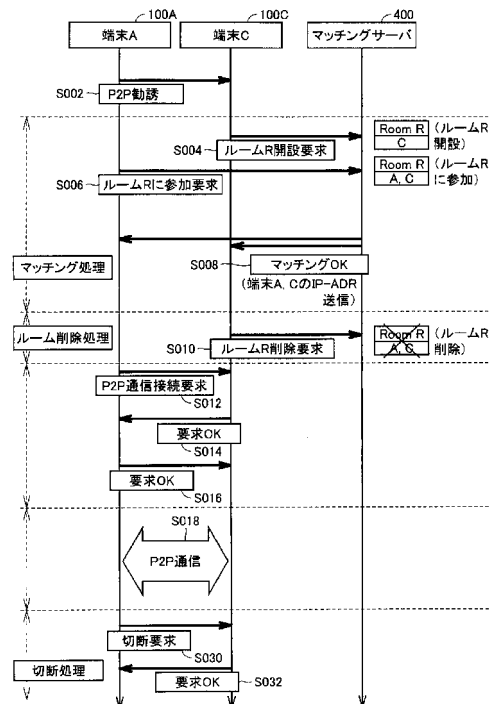 100A
100C
400
端末A
端末C
マッチングサーバ
S002
P2P勧誘
Room R
C
(ルームR
開設)
S004
ルームR開設要求
Room R
A, C
(ルームR
に参加)
S006
ルームRに参加要求
マッチング処理
S008
マッチングOK
(端末A, CのIP-ADR
送信)
ルーム削除処理
S010
ルームR削除要求
Room R
A, C
(ルームR
削除)
P2P通信接続要求
S012
要求OK
S014
要求OK
S016
S018
P2P通信
切断処理
切断要求
S030
要求OK
S032